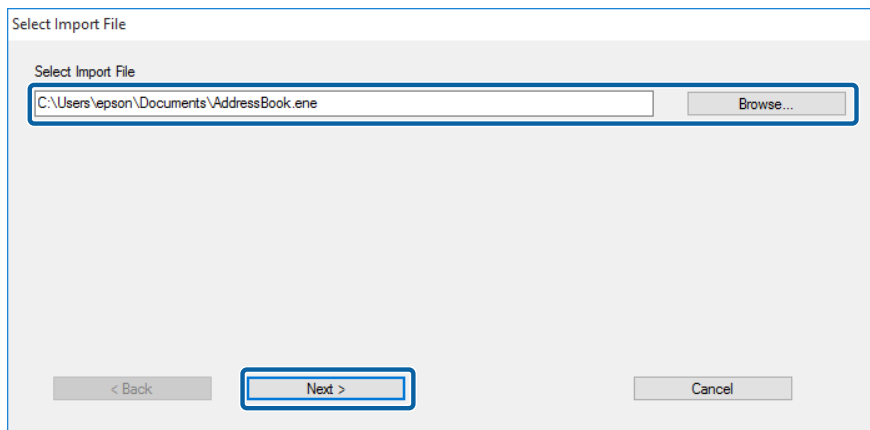 Select Import File
Select Import File
C:\Users\epson\Documents\AddressBook.ene Browse...
< Back Next > Cancel